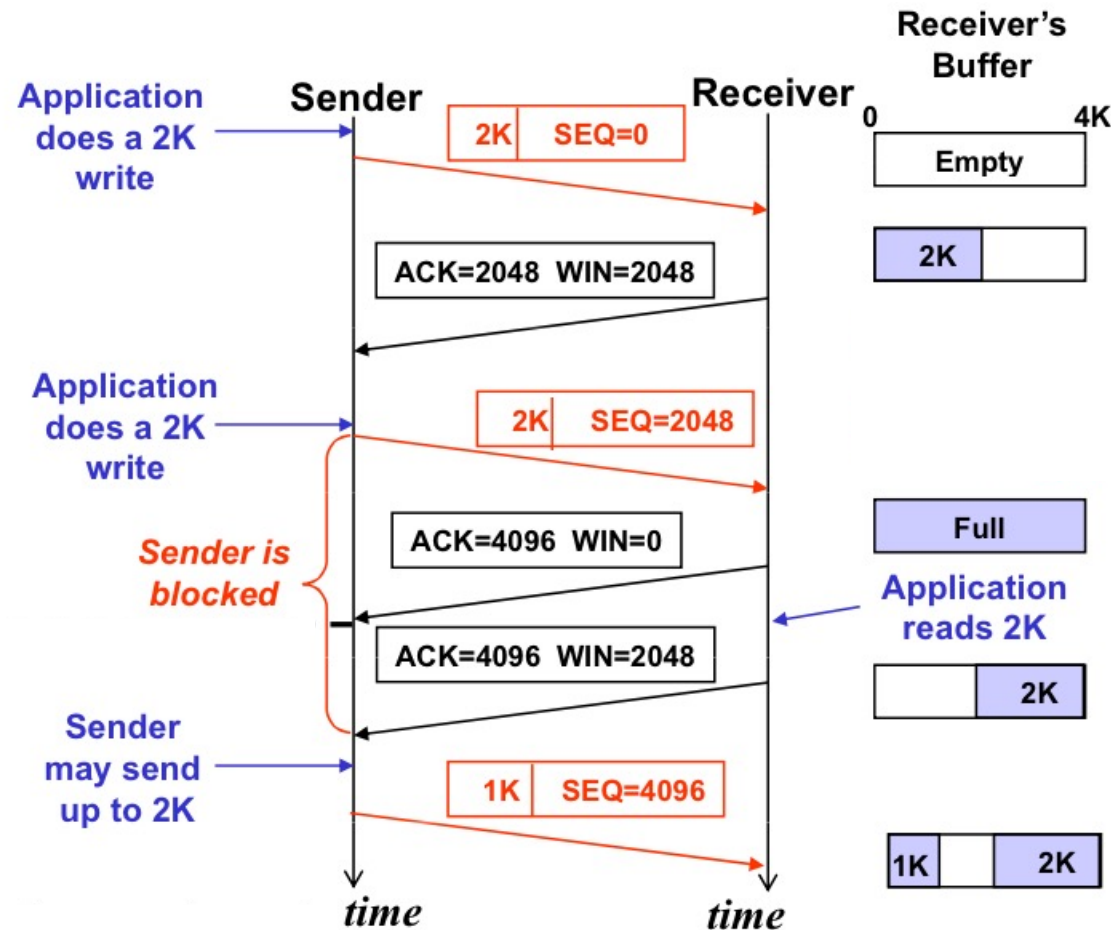 Receiver's
Buffer
Application
does a 2K
write
Sender
Receiver
0 4K
2K SEQ=0
Empty
ACK=2048 WIN=2048
2K
Application
does a 2K
write
2K SEQ=2048
Sender is
blocked
ACK=4096 WIN=0
Full
Application
reads 2K
ACK=4096 WIN=2048
2K
Sender
may send
up to 2K
1K SEQ=4096
1K 2K
time
time